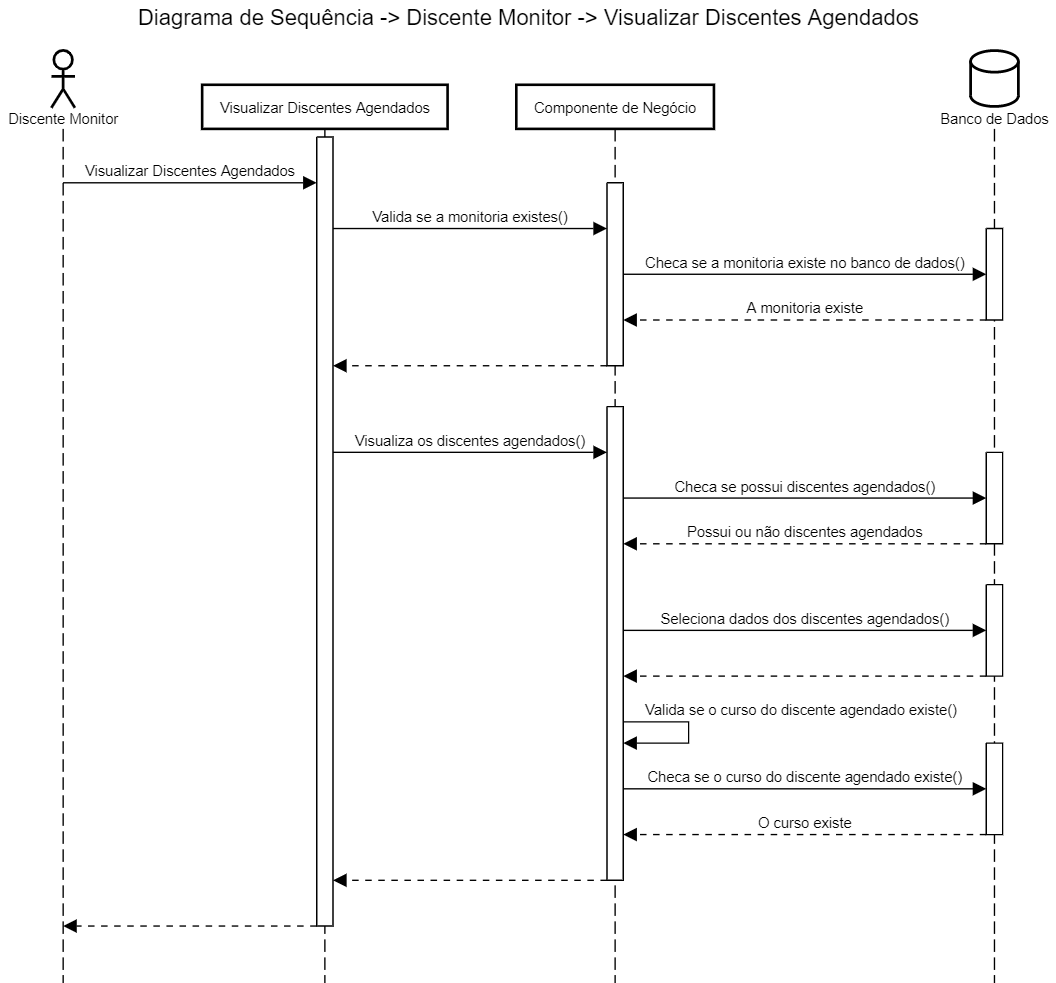 Diagrama de Sequência -> Discente Monitor -> Visualizar Discentes Agendados
Discente Monitor
Visualizar Discentes Agendados
Componente de Negócio
Banco de Dados
Visualizar Discentes Agendados
Valida se a monitoria existes()
Checa se a monitoria existe no banco de dados()
A monitoria existe
Visualiza os discentes agendados()
Checa se possui discentes agendados()
Possui ou não discentes agendados
Seleciona dados dos discentes agendados()
Valida se o curso do discente agendado existe()
Checa se o curso do discente agendado existe()
O curso existe